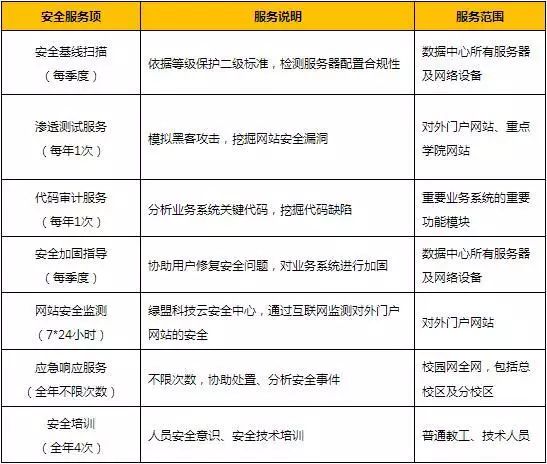 安全服务项 服务说明 服务范围
安全基线扫描
（每季度）
依据等级保护二级标准，检测服务器配置合规性
数据中心所有服务器
及网络设备
渗透测试服务
（每年1次）
模拟黑客攻击，挖掘网站安全漏洞
对外门户网站、重点
学院网站
代码审计服务
（每年1次）
分析业务系统关键代码，挖掘代码缺陷
重要业务系统的重要
功能模块
安全加固指导
（每季度）
协助用户修复安全问题，对业务系统进行加固
数据中心所有服务器
及网络设备
网站安全监测
（7*24小时）
绿盟科技云安全中心，通过互联网监测对外门户
网站的安全
对外门户网站
应急响应服务
（全年不限次数）
不限次数，协助处置、分析安全事件
校园网全网，包括总
校区及分校区
安全培训
（全年4次）
人员安全意识、安全技术培训
普通教工、技术人员